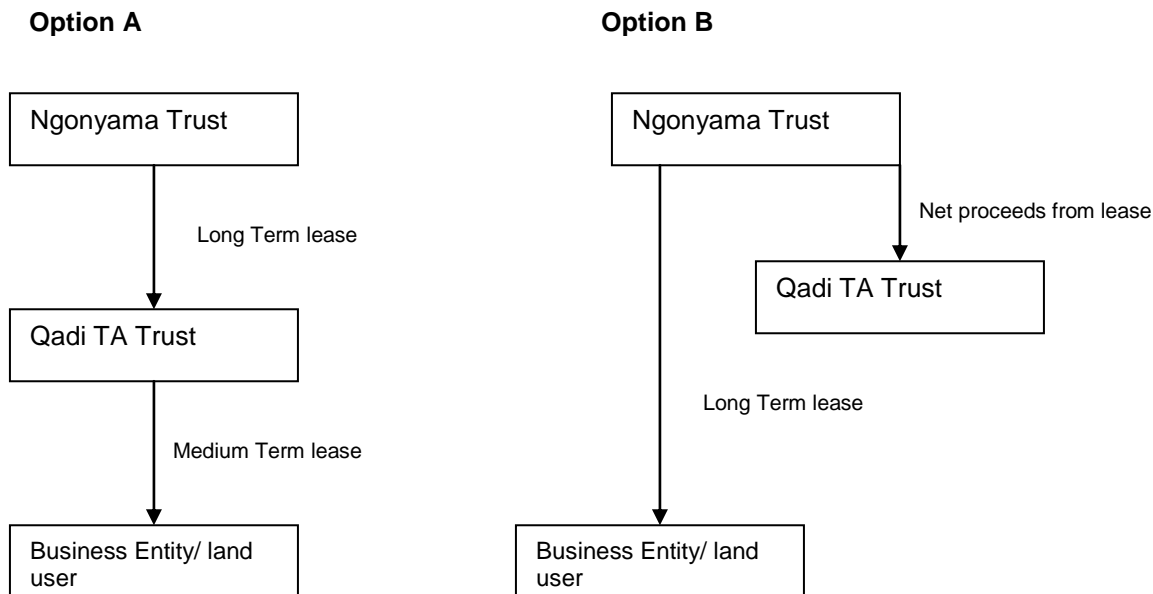 Option A
Ngonyama Trust
Long Term lease
Qadi TA Trust
Medium Term lease
Business Entity/ land
user
Option B
Ngonyama Trust
Net proceeds from lease
Qadi TA Trust
Long Term lease
Business Entity/ land
user